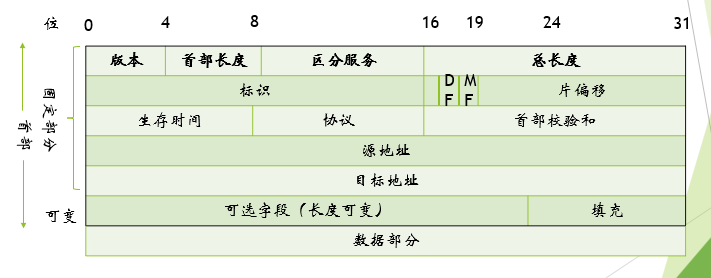 位 0 4 8 16 19 24 31
版本 首部长度 区分服务 总长度
标识 DF MF 片偏移
生存时间 协议 首部校验和
源地址
目标地址
可选字段（长度可变） 填充
数据部分
首部
固定部分
可变